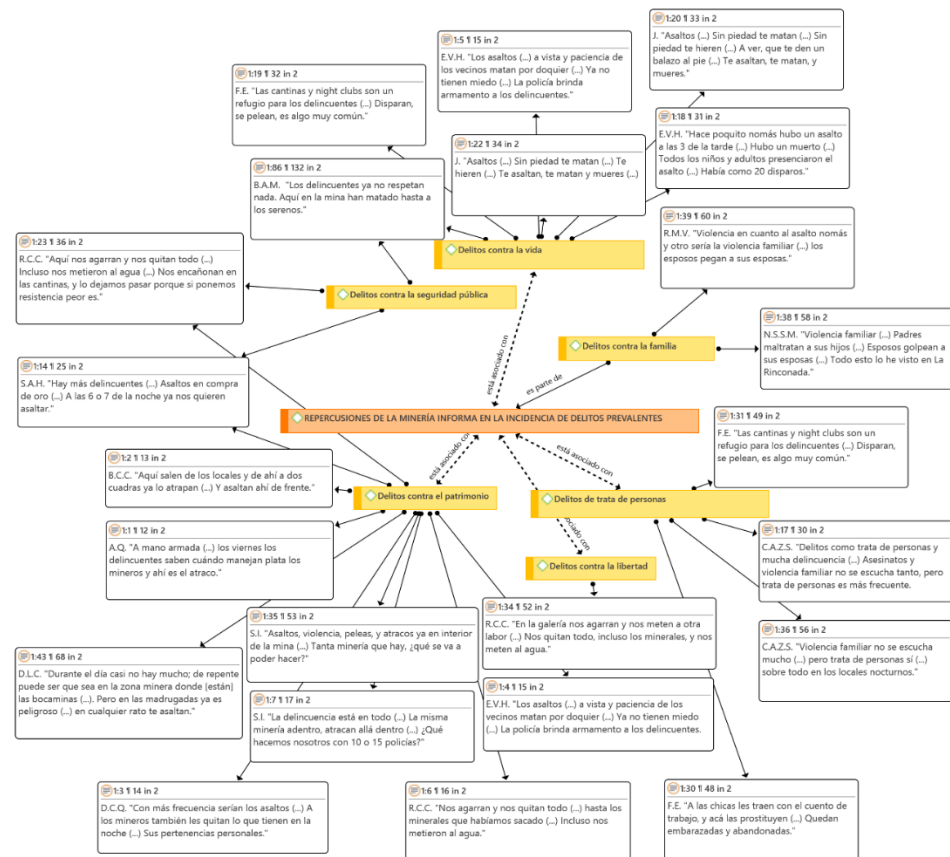 1:20 ¶ 33 in 2
J. "Asaltos (...) Sin piedad te matan (...) Sin
piedad te hieren (...) A ver, que te den un
balazo al pie (...) Te asaltan, te matan, y
mueres."
1:5 ¶ 15 in 2
E.V.H. "Los asaltos (...) a vista y paciencia de
los vecinos matan por doquier (...) Ya no
tienen miedo (...) La policía brinda
armamento a los delincuentes."
1:19 ¶ 32 in 2
F.E. "Las cantinas y night clubs son un
refugio para los delincuentes (...) Disparan,
se pelean, es algo muy común."
1:18 ¶ 31 in 2
E.V.H. "Hace poquito nomás hubo un asalto
a las 3 de la tarde (...) Hubo un muerto (...)
Todos los niños y adultos presenciaron el
asalto (...) Había como 20 disparos."
1:22 ¶ 34 in 2
J. "Asaltos (...) Sin piedad te matan (...) Te
hieren (...) Te asaltan, te matan y mueres (...)
1:86 ¶ 132 in 2
B.A.M. "Los delincuentes ya no respetan
nada. Aquí en la mina han matado hasta a
los serenos."
1:39 ¶ 60 in 2
R.M.V. "Violencia en cuanto al asalto nomás
y otro sería la violencia familiar (...) los
esposos pegan a sus esposas."
1:23 ¶ 36 in 2
R.C.C. "Aquí nos agarran y nos quitan todo (...)
Incluso nos metieron al agua (...) Nos encañonan en
las cantinas, y lo dejamos pasar porque si ponemos
resistencia peor es."
Delitos contra la vida
Delitos contra la seguridad pública
1:38 ¶ 58 in 2
N.S.S.M. "Violencia familiar (...) Padres
maltratan a sus hijos (...) Esposos golpean a
sus esposas (...) Todo esto lo he visto en La
Rinconada."
Delitos contra la familia
1:14 ¶ 25 in 2
S.A.H. "Hay más delincuentes (...) Asaltos en compra
de oro (...) A las 6 o 7 de la noche ya nos quieren
asaltar."
está asociado con
es parte de
REPERCUSIONES DE LA MINERÍA INFORMA EN LA INCIDENCIA DE DELITOS PREVALENTES
1:31 ¶ 49 in 2
F.E. "Las cantinas y night clubs son un
refugio para los delincuentes (...) Disparan,
se pelean, es algo muy común."
está asociado con
está asociado con
asociado con
1:2 ¶ 13 in 2
B.C.C. "Aquí salen de los locales y de ahí a dos
cuadras ya lo atrapan (...) Y asaltan ahí de frente."
Delitos contra el patrimonio
Delitos de trata de personas
1:1 ¶ 12 in 2
A.Q. "A mano armada (...) los viernes los
delincuentes saben cuándo manejan plata los
mineros y ahí es el atraco."
1:17 ¶ 30 in 2
C.A.Z.S. "Delitos como trata de personas y
mucha delincuencia (...) Asesinatos y
violencia familiar no se escucha tanto, pero
trata de personas es más frecuente.
Delitos contra la libertad
1:34 ¶ 52 in 2
R.C.C. "En la galería nos agarran y nos meten a otra
labor (...) Nos quitan todo, incluso los minerales, y nos
meten al agua."
1:35 ¶ 53 in 2
S.I. "Asaltos, violencia, peleas, y atracos ya en interior
de la mina (...) Tanta minería que hay, ¿qué se va a
poder hacer?"
1:36 ¶ 56 in 2
C.A.Z.S. "Violencia familiar no se escucha
mucho (...) pero trata de personas sí (...)
sobre todo en los locales nocturnos."
1:43 ¶ 68 in 2
D.L.C. "Durante el día casi no hay mucho; de repente
puede ser que sea en la zona minera donde [están]
las bocaminas (...). Pero en las madrugadas ya es
peligroso (...) en cualquier rato te asaltan."
1:4 ¶ 15 in 2
E.V.H. "Los asaltos (...) a vista y paciencia de los
vecinos matan por doquier (...) Ya no tienen miedo
(...) La policía brinda armamento a los delincuentes.
1:7 ¶ 17 in 2
S.I. "La delincuencia está en todo (...) La misma
minería adentro, atracan allá dentro (...) ¿Qué
hacemos nosotros con 10 o 15 policías?"
1:3 ¶ 14 in 2
D.C.Q. "Con más frecuencia serían los asaltos (...) A
los mineros también les quitan lo que tienen en la
noche (...) Sus pertenencias personales."
1:6 ¶ 16 in 2
R.C.C. "Nos agarran y nos quitan todo (...) hasta los
minerales que habíamos sacado (...) Incluso nos
metieron al agua."
1:30 ¶ 48 in 2
F.E. "A las chicas les traen con el cuento de
trabajo, y acá las prostituyen (...) Quedan
embarazadas y abandonadas."